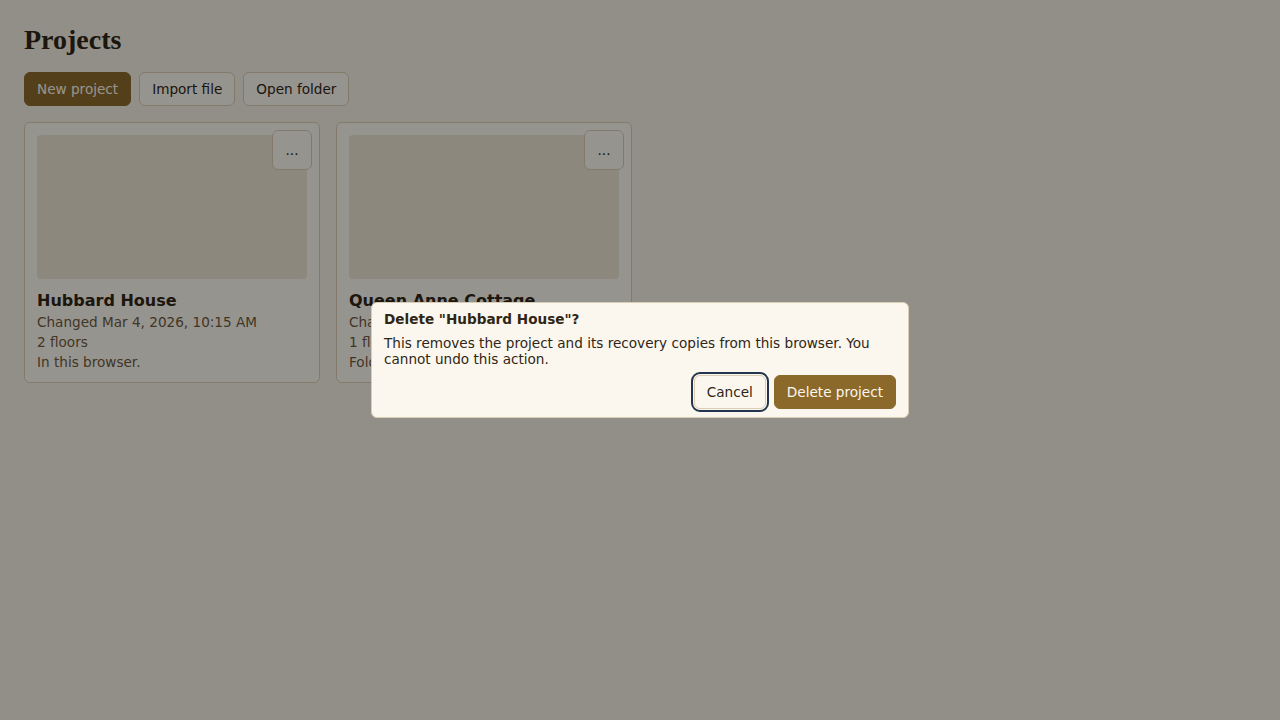 Projects
New project Import file Open folder
... ...
Hubbard House
Changed Mar 4, 2026, 10:15 AM
2 floors
In this browser.
Queen Anne Cottage
Delete "Hubbard House"?
This removes the project and its recovery copies from this browser. You
cannot undo this action.
Cancel Delete project